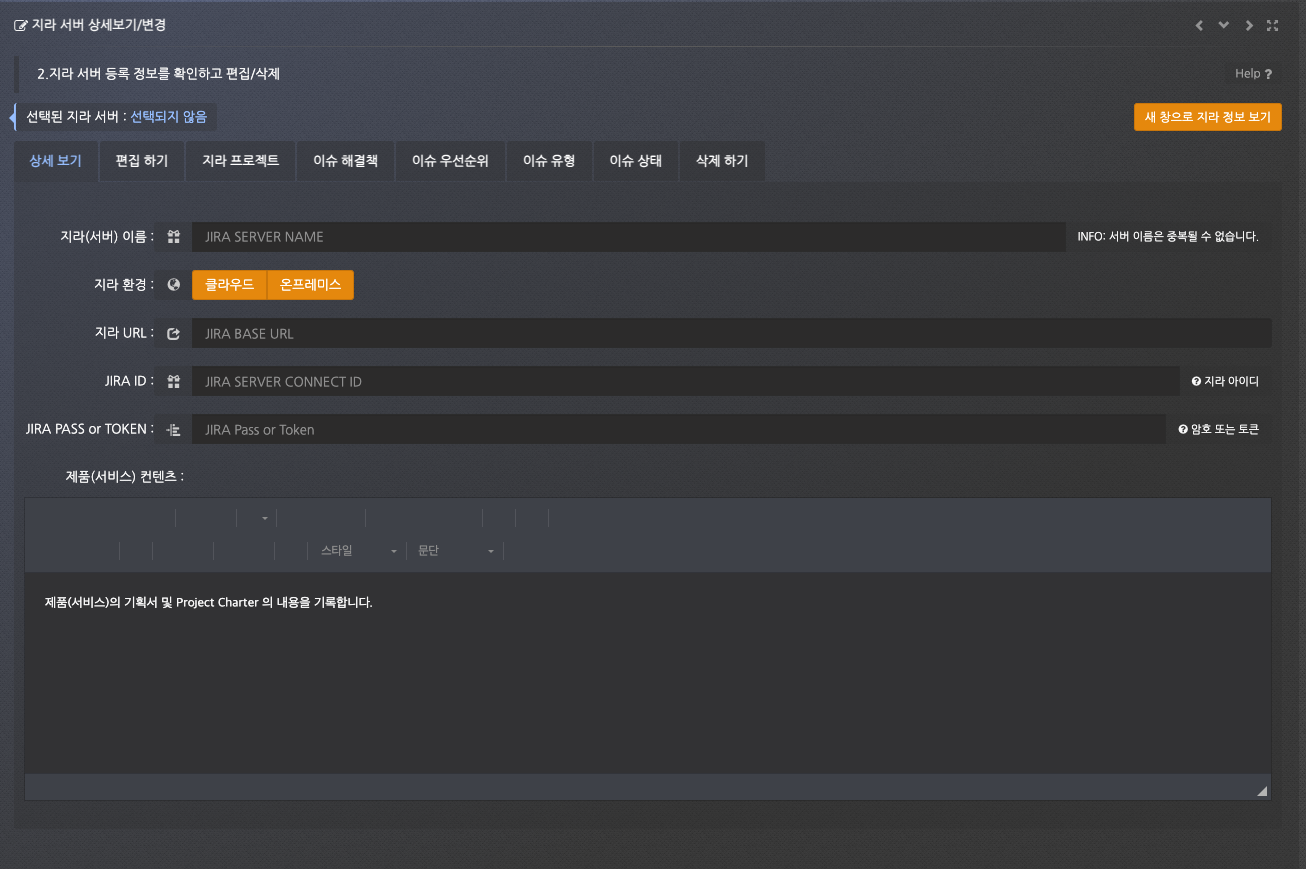 지라 서버 상세보기/변경
2.지라 서버 등록 정보를 확인하고 편집/삭제
Help ?
선택된 지라 서버 : 선택되지 않음
새 창으로 지라 정보 보기
상세 보기 편집 하기 지라 프로젝트 이슈 해결책 이슈 우선순위 이슈 유형 이슈 상태 삭제 하기
지라(서버) 이름 : JIRA SERVER NAME INFO: 서버 이름은 중복될 수 없습니다.
지라 환경 : 클라우드 온프레미스
지라 URL : JIRA BASE URL
JIRA ID : JIRA SERVER CONNECT ID 지라 아이디
JIRA PASS or TOKEN : JIRA Pass or Token 암호 또는 토큰
제품(서비스) 컨텐츠 :
스타일 문단
제품(서비스)의 기획서 및 Project Charter 의 내용을 기록합니다.